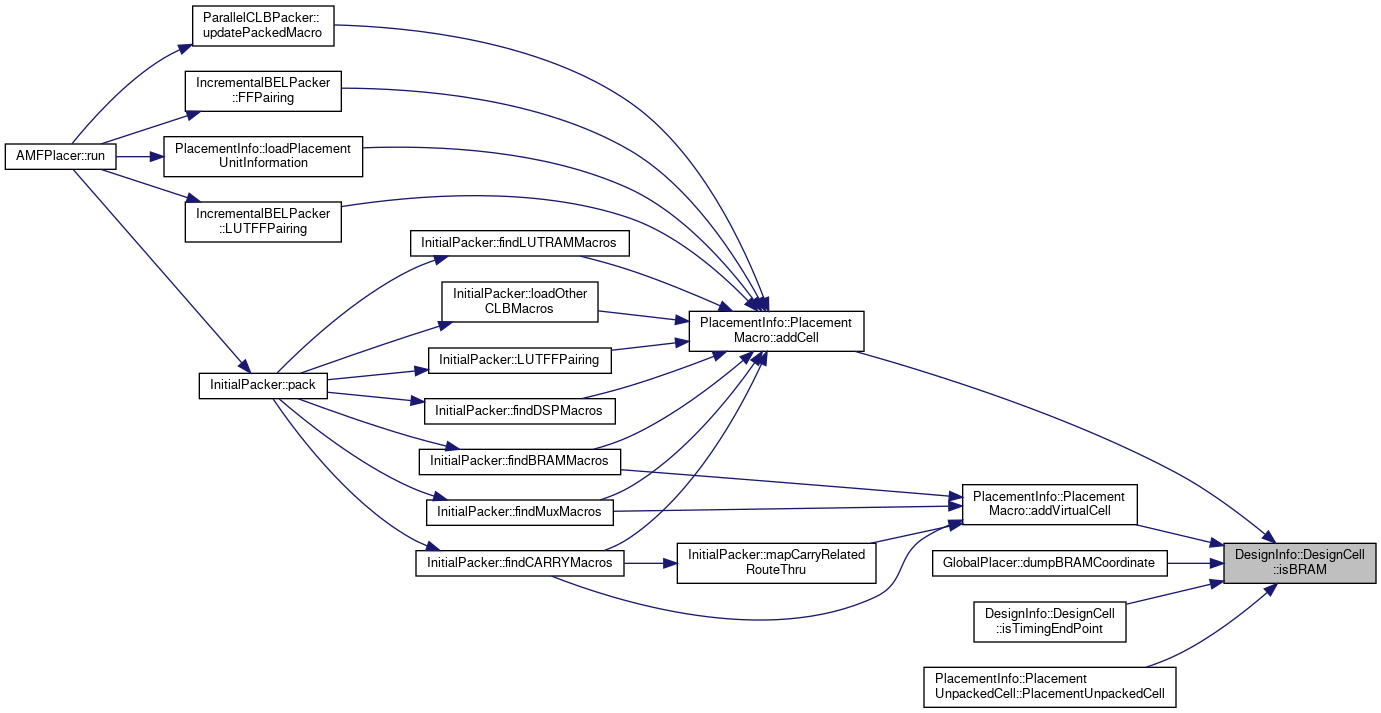 ParallelCLBPacker::
updatePackedMacro
IncrementalBELPacker
::FFPairing
AMFPlacer::run
PlacementInfo::loadPlacement
UnitInformation
IncrementalBELPacker
::LUTFFPairing
InitialPacker::findLUTRAMMacros
InitialPacker::loadOther
CLBMacros
PlacementInfo::Placement
Macro::addCell
InitialPacker::LUTFFPairing
InitialPacker::pack
InitialPacker::findDSPMacros
InitialPacker::findBRAMMacros
InitialPacker::findMuxMacros
PlacementInfo::Placement
Macro::addVirtualCell
InitialPacker::findCARRYMacros
InitialPacker::mapCarryRelated
RouteThru
GlobalPlacer::dumpBRAMCoordinate
DesignInfo::DesignCell
::isBRAM
DesignInfo::DesignCell
::isTimingEndPoint
PlacementInfo::Placement
UnpackedCell::PlacementUnpackedCell